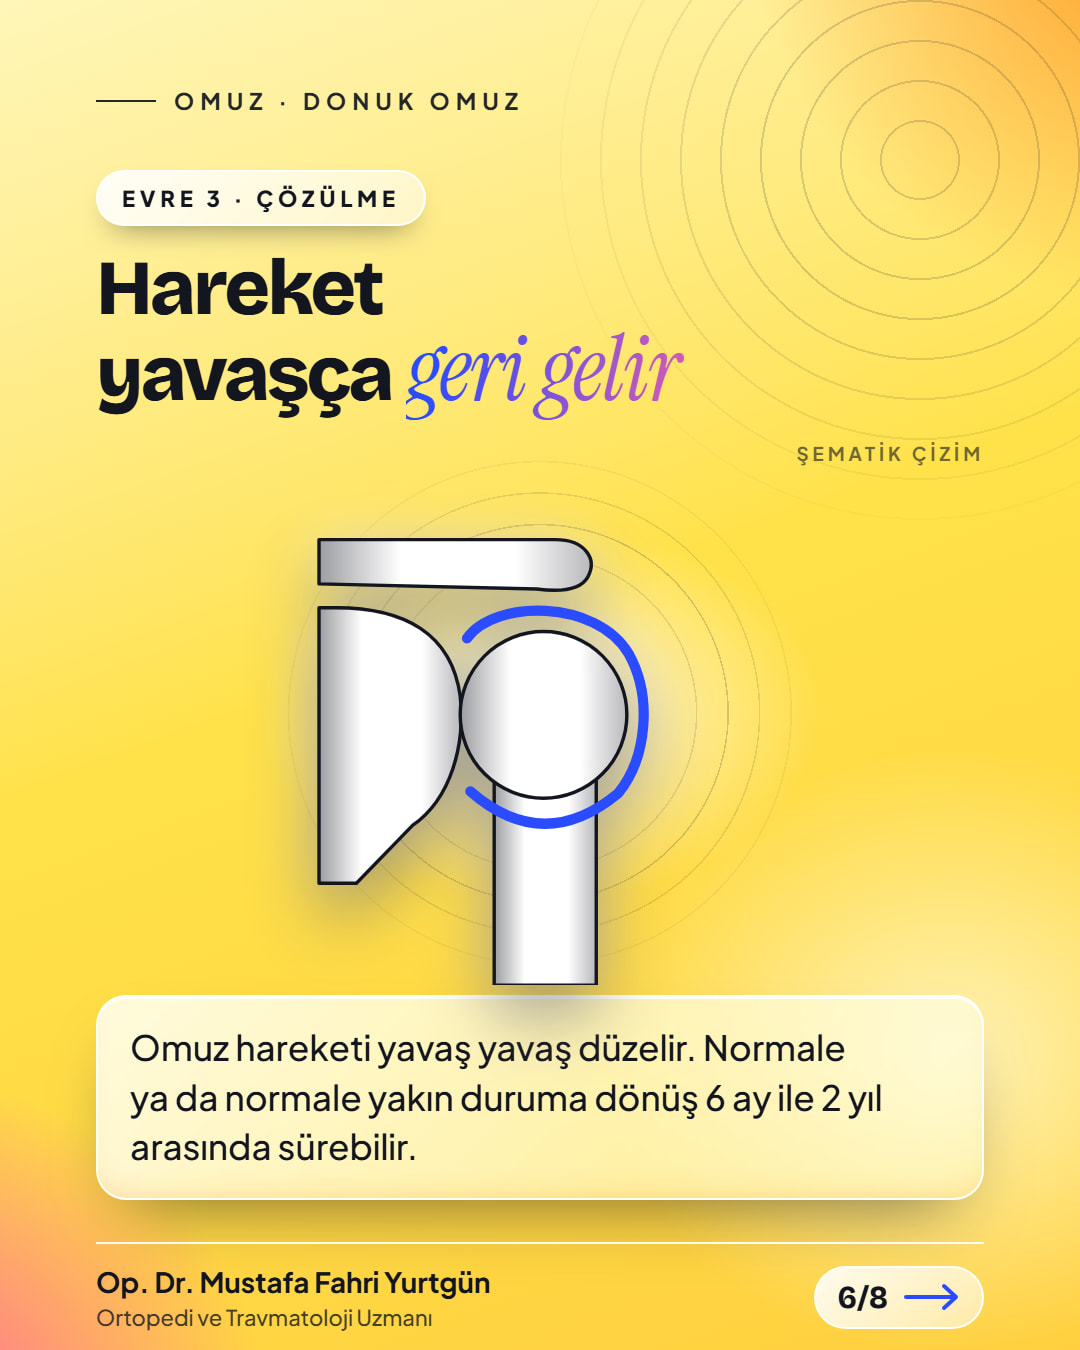 OMUZ · DONUK OMUZ
EVRE 3 · ÇÖZÜLME
Hareket
yavaşça geri gelir
ŞEMATİK ÇİZİM
Omuz hareketi yavaş yavaş düzelir. Normale
ya da normale yakın duruma dönüş 6 ay ile 2 yıl
arasında sürebilir.
Op. Dr. Mustafa Fahri Yurtgün
Ortopedi ve Travmatoloji Uzmanı
6/8